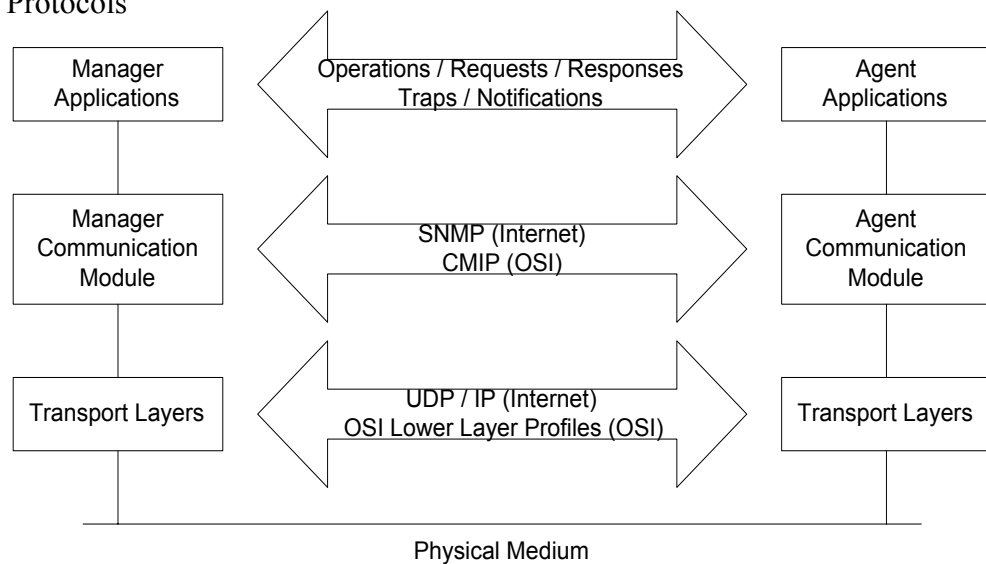 Protocols
Manager
Applications
Operations / Requests / Responses
Traps / Notifications
Agent
Applications
Manager
Communication
Module
SNMP (Internet)
CMIP (OSI)
Agent
Communication
Module
Transport Layers
UDP / IP (Internet)
OSI Lower Layer Profiles (OSI)
Transport Layers
Physical Medium